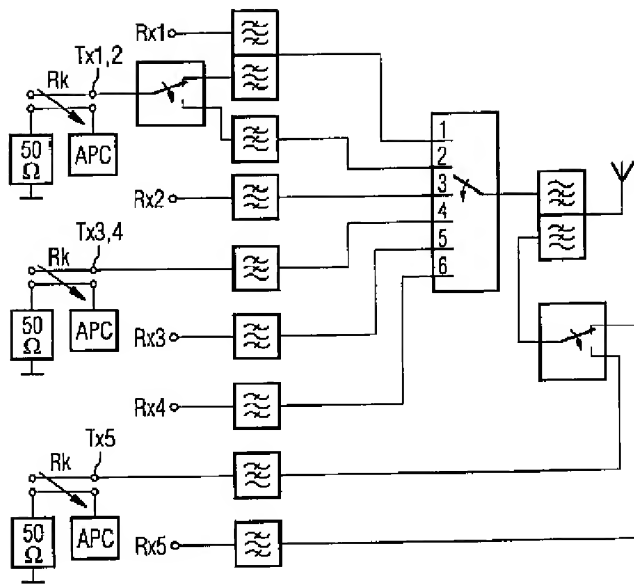 Rx1
Tx1,2
Rk
50 Ω
APC
1
2
3
4
5
6
Rx2
Tx3,4
Rk
50 Ω
APC
Rx3
Rx4
Tx5
Rk
50 Ω
APC
Rx5